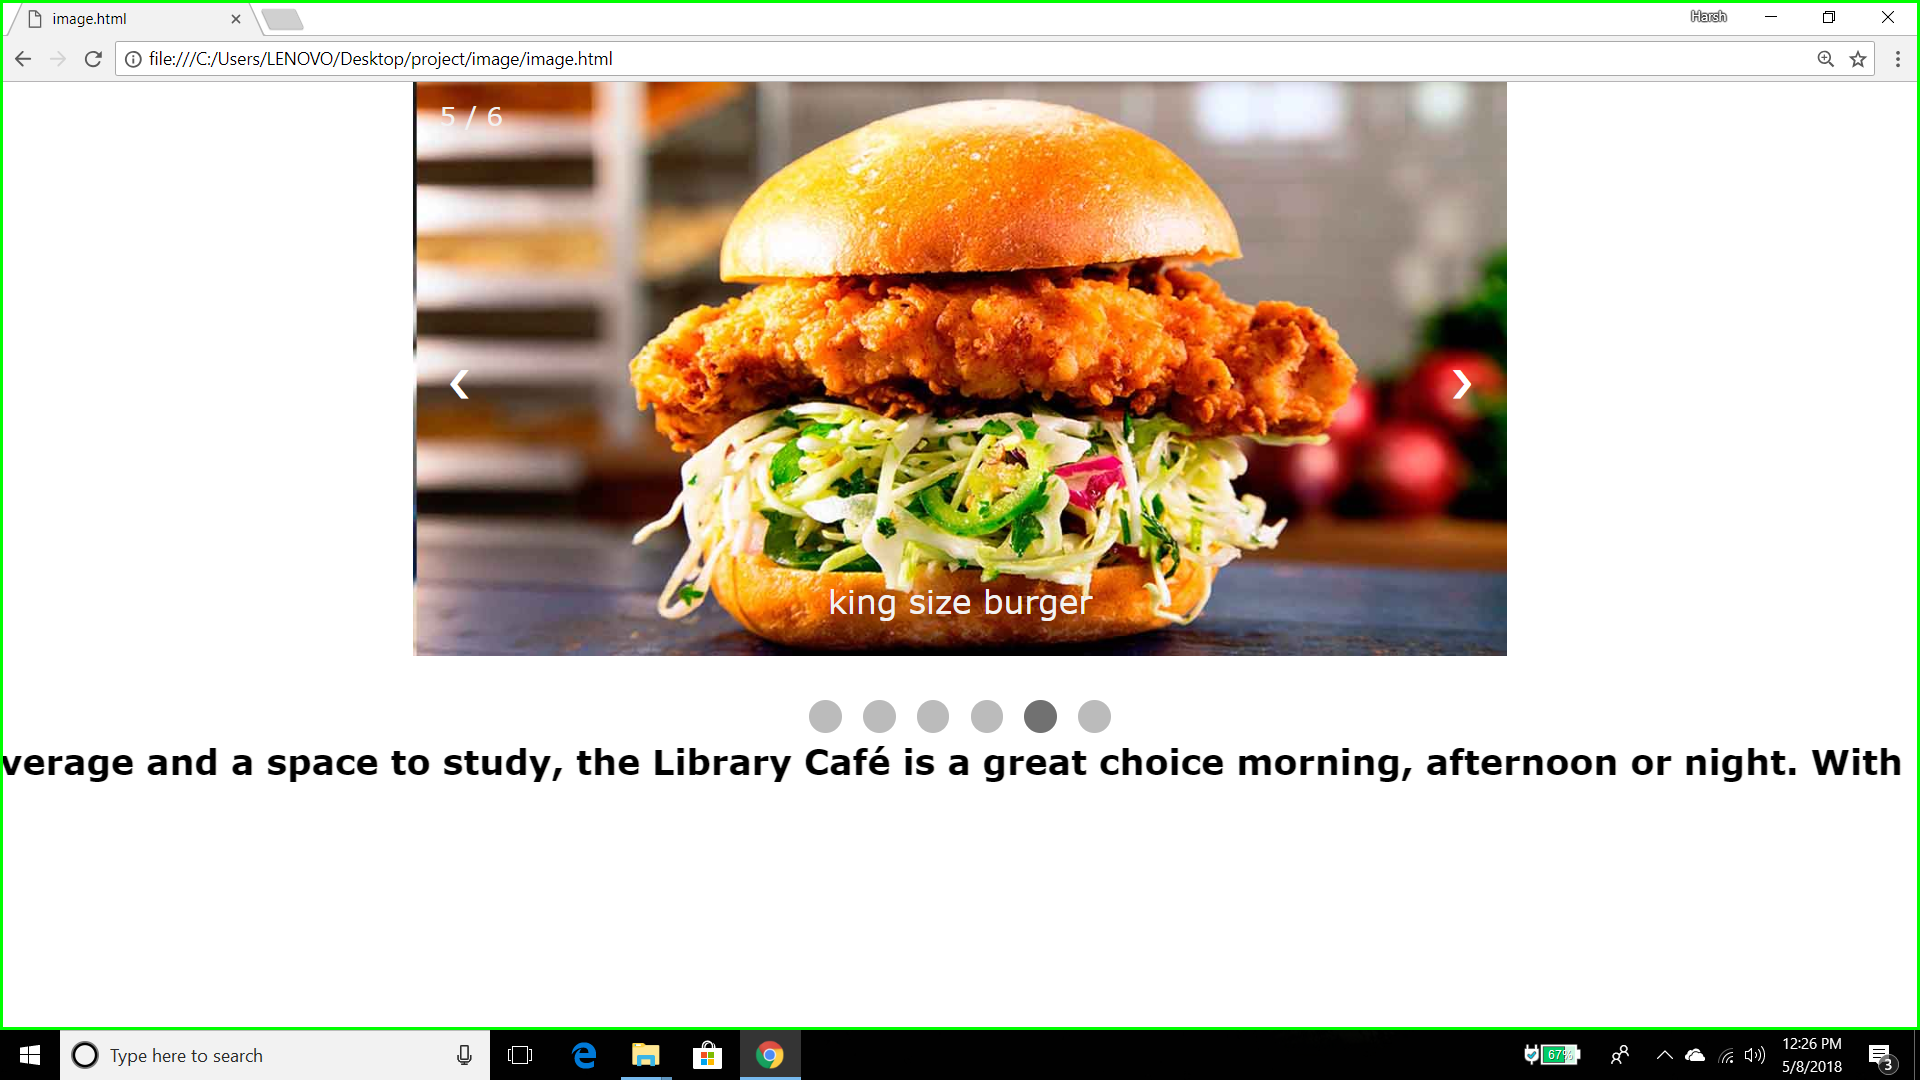 image.html
Harsh
file:///C:/Users/LENOVO/Desktop/project/image/image.html
5 / 6
king size burger
verage and a space to study, the Library Café is a great choice morning, afternoon or night. With
Type here to search
67%
12:26 PM
5/8/2018
3